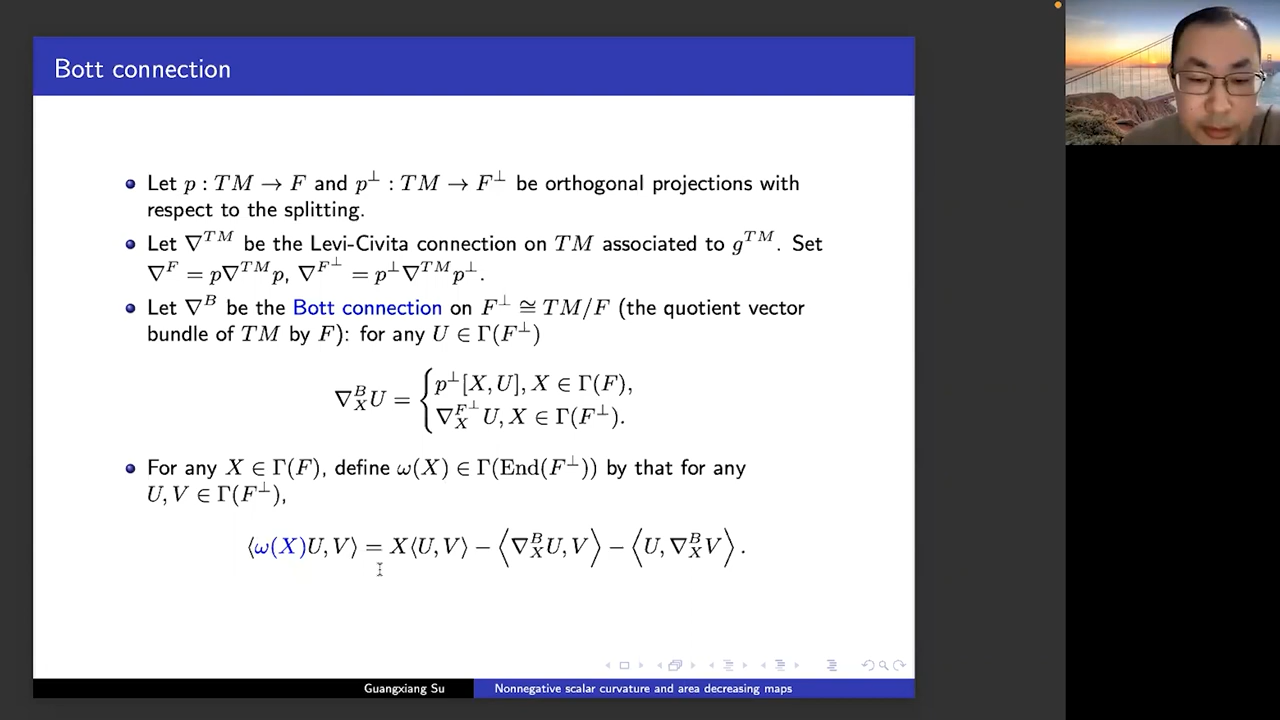 Bott connection
Let p : TM → F and p^⊥ : TM → F^⊥ be orthogonal projections with
respect to the splitting.
Let ∇^{TM} be the Levi-Civita connection on TM associated to g^{TM}. Set
∇^F = p∇^{TM}p, ∇^{F^⊥} = p^⊥∇^{TM}p^⊥.
Let ∇^B be the Bott connection on F^⊥ ≅ TM/F (the quotient vector
bundle of TM by F): for any U ∈ Γ(F^⊥)
∇^B_X U = { p^⊥[X, U], X ∈ Γ(F),
∇^{F^⊥}_X U, X ∈ Γ(F^⊥).
For any X ∈ Γ(F), define ω(X) ∈ Γ(End(F^⊥)) by that for any
U, V ∈ Γ(F^⊥),
⟨ω(X)U, V⟩ = X⟨U, V⟩ − ⟨∇^B_X U, V⟩ − ⟨U, ∇^B_X V⟩ .
Guangxiang Su
Nonnegative scalar curvature and area decreasing maps